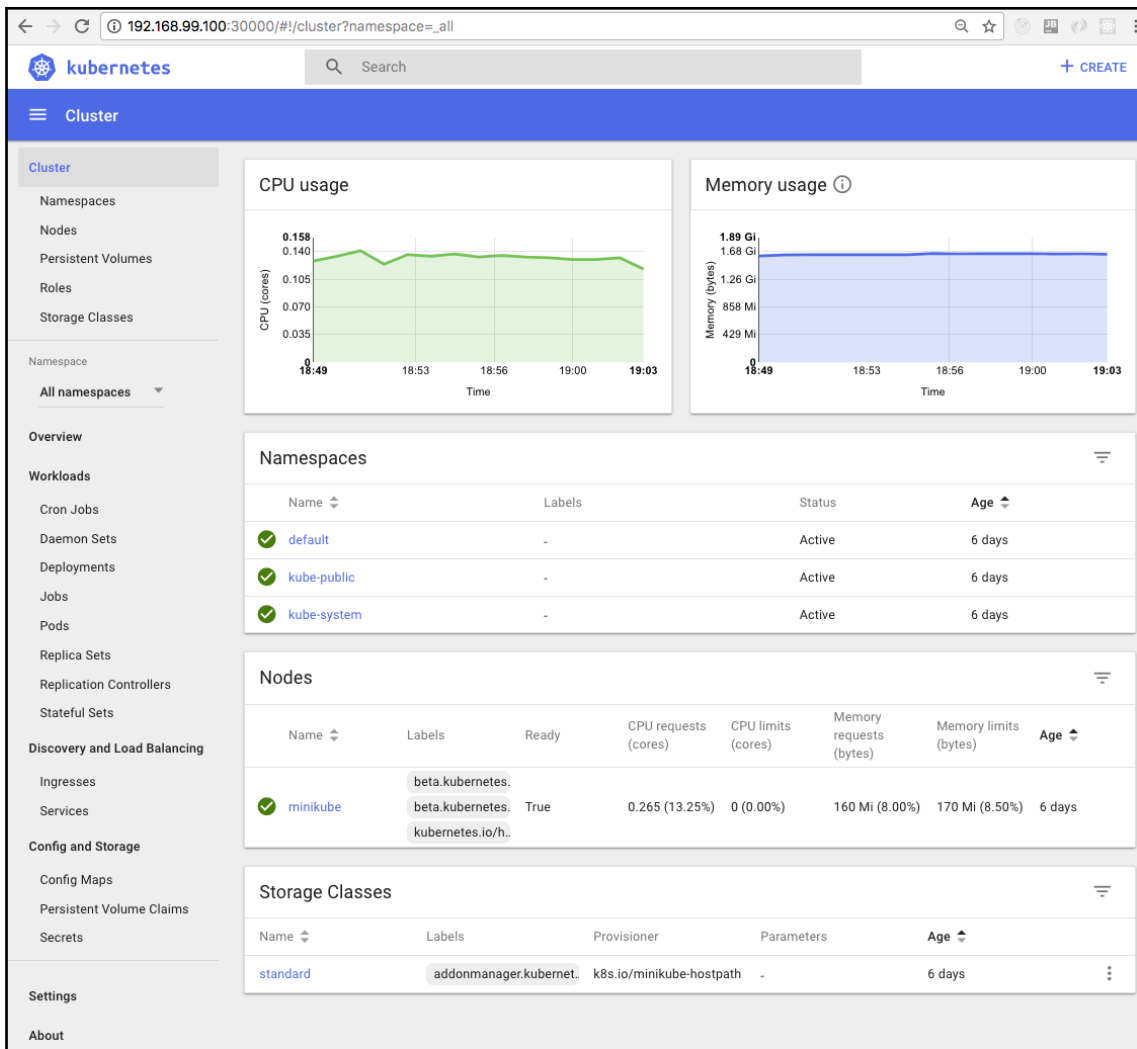 192.168.99.100:30000/#!/cluster?namespace=_all
JB
kubernetes
Search
+ CREATE
Cluster
Cluster
Namespaces
Nodes
Persistent Volumes
Roles
Storage Classes
Namespace
All namespaces
Overview
Workloads
Cron Jobs
Daemon Sets
Deployments
Jobs
Pods
Replica Sets
Replication Controllers
Stateful Sets
Discovery and Load Balancing
Ingresses
Services
Config and Storage
Config Maps
Persistent Volume Claims
Secrets
Settings
About
CPU usage
CPU (cores)
0.158
0.140
0.105
0.070
0.035
0
18:49 18:53 18:56 19:00 19:03
Time
Memory usage
Memory (bytes)
1.89 Gi
1.68 Gi
1.26 Gi
858 Mi
429 Mi
0
18:49 18:53 18:56 19:00 19:03
Time
Namespaces
Name Labels Status Age
default - Active 6 days
kube-public - Active 6 days
kube-system - Active 6 days
Nodes
Name Labels Ready CPU requests (cores) CPU limits (cores) Memory requests (bytes) Memory limits (bytes) Age
beta.kubernetes.
minikube beta.kubernetes. True 0.265 (13.25%) 0 (0.00%) 160 Mi (8.00%) 170 Mi (8.50%) 6 days
kubernetes.io/h..
Storage Classes
Name Labels Provisioner Parameters Age
standard addonmanager.kubernet.. k8s.io/minikube-hostpath - 6 days